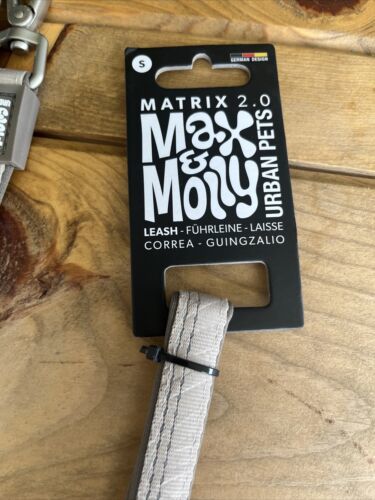 S
GERMAN DESIGN
MATRIX 2.0
Max
&
Molly
URBAN PETS
LEASH - FÜHRLEINE - LAISSE
CORREA - GUINGZALIO